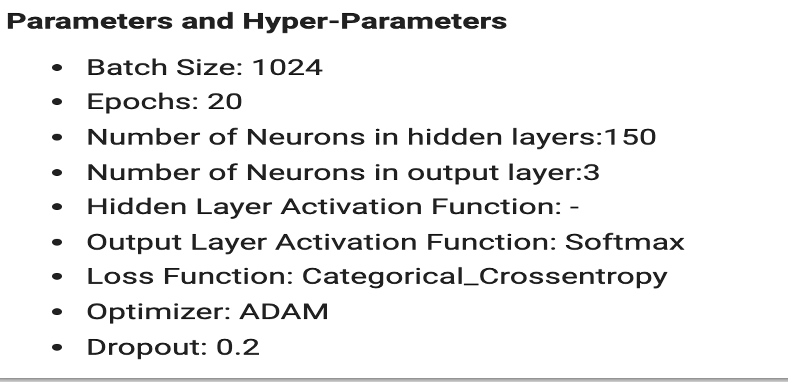 Parameters and Hyper-Parameters
• Batch Size: 1024
• Epochs: 20
• Number of Neurons in hidden layers:150
• Number of Neurons in output layer:3
• Hidden Layer Activation Function: -
• Output Layer Activation Function: Softmax
• Loss Function: Categorical_Crossentropy
• Optimizer: ADAM
• Dropout: 0.2